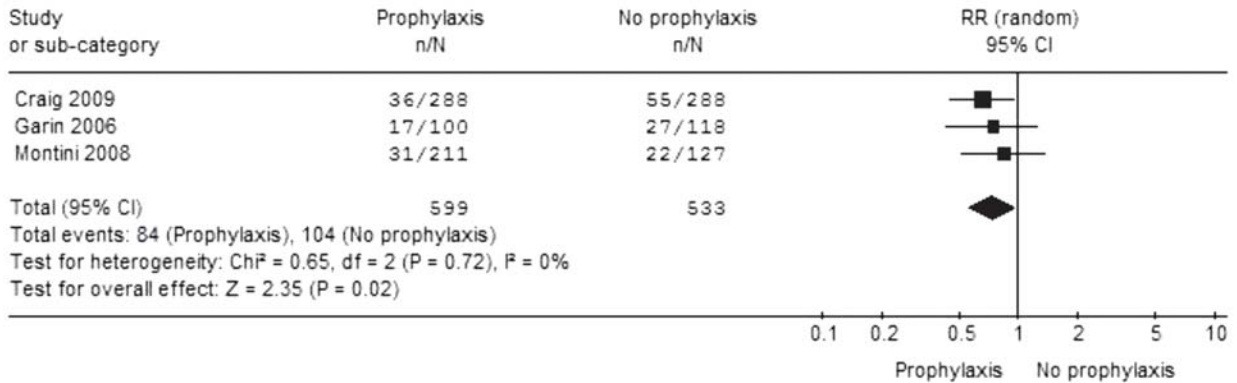 Study Prophylaxis No prophylaxis RR (random)
or sub-category n/N n/N 95% CI
Craig 2009 36/288 55/288
Garin 2006 17/100 27/118
Montini 2008 31/211 22/127
Total (95% CI) 599 533
Total events: 84 (Prophylaxis), 104 (No prophylaxis)
Test for heterogeneity: Chi² = 0.65, df = 2 (P = 0.72), I² = 0%
Test for overall effect: Z = 2.35 (P = 0.02)
0.1 0.2 0.5 1 2 5 10
Prophylaxis No prophylaxis